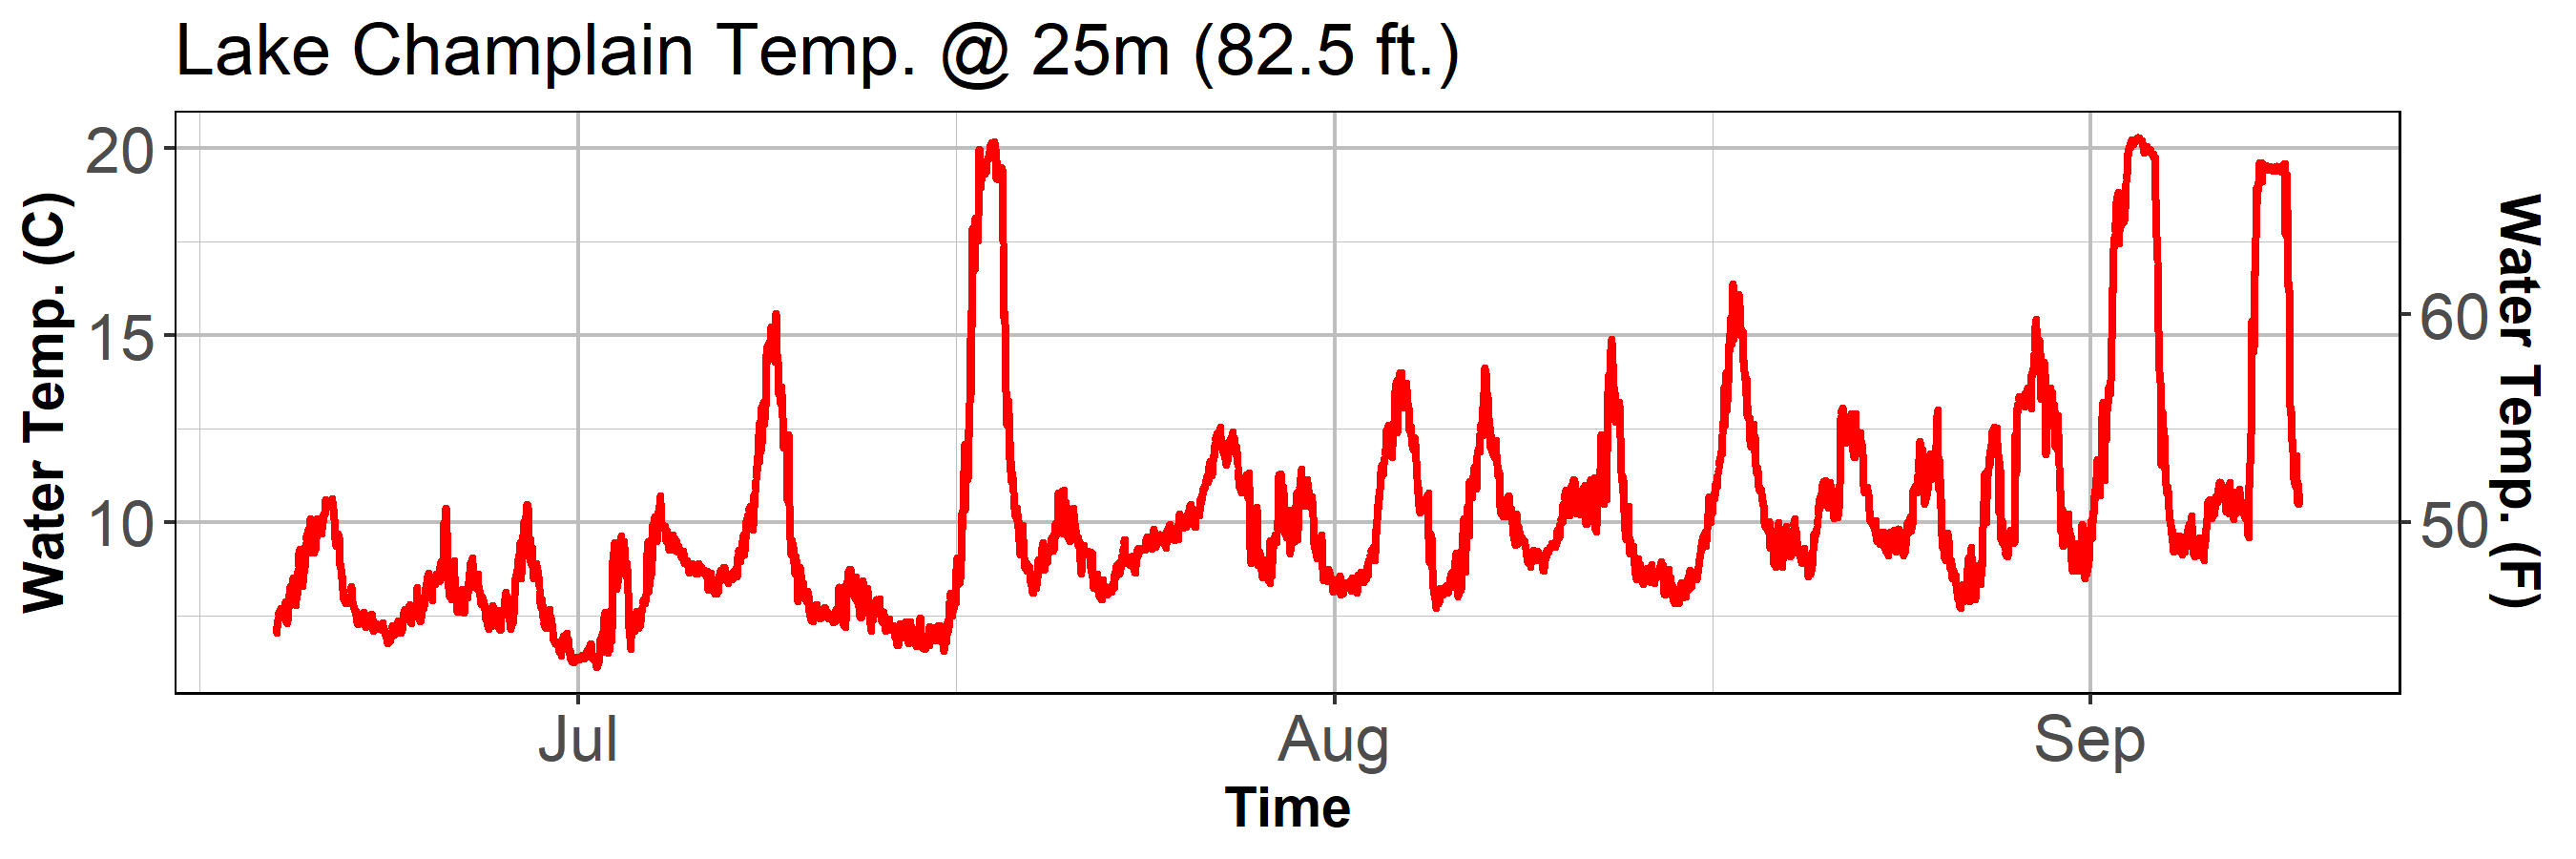 Lake Champlain Temp. @ 25m (82.5 ft.)
Water Temp. (C)
20
15
10
60
50
Water Temp. (F)
Jul
Aug
Sep
Time